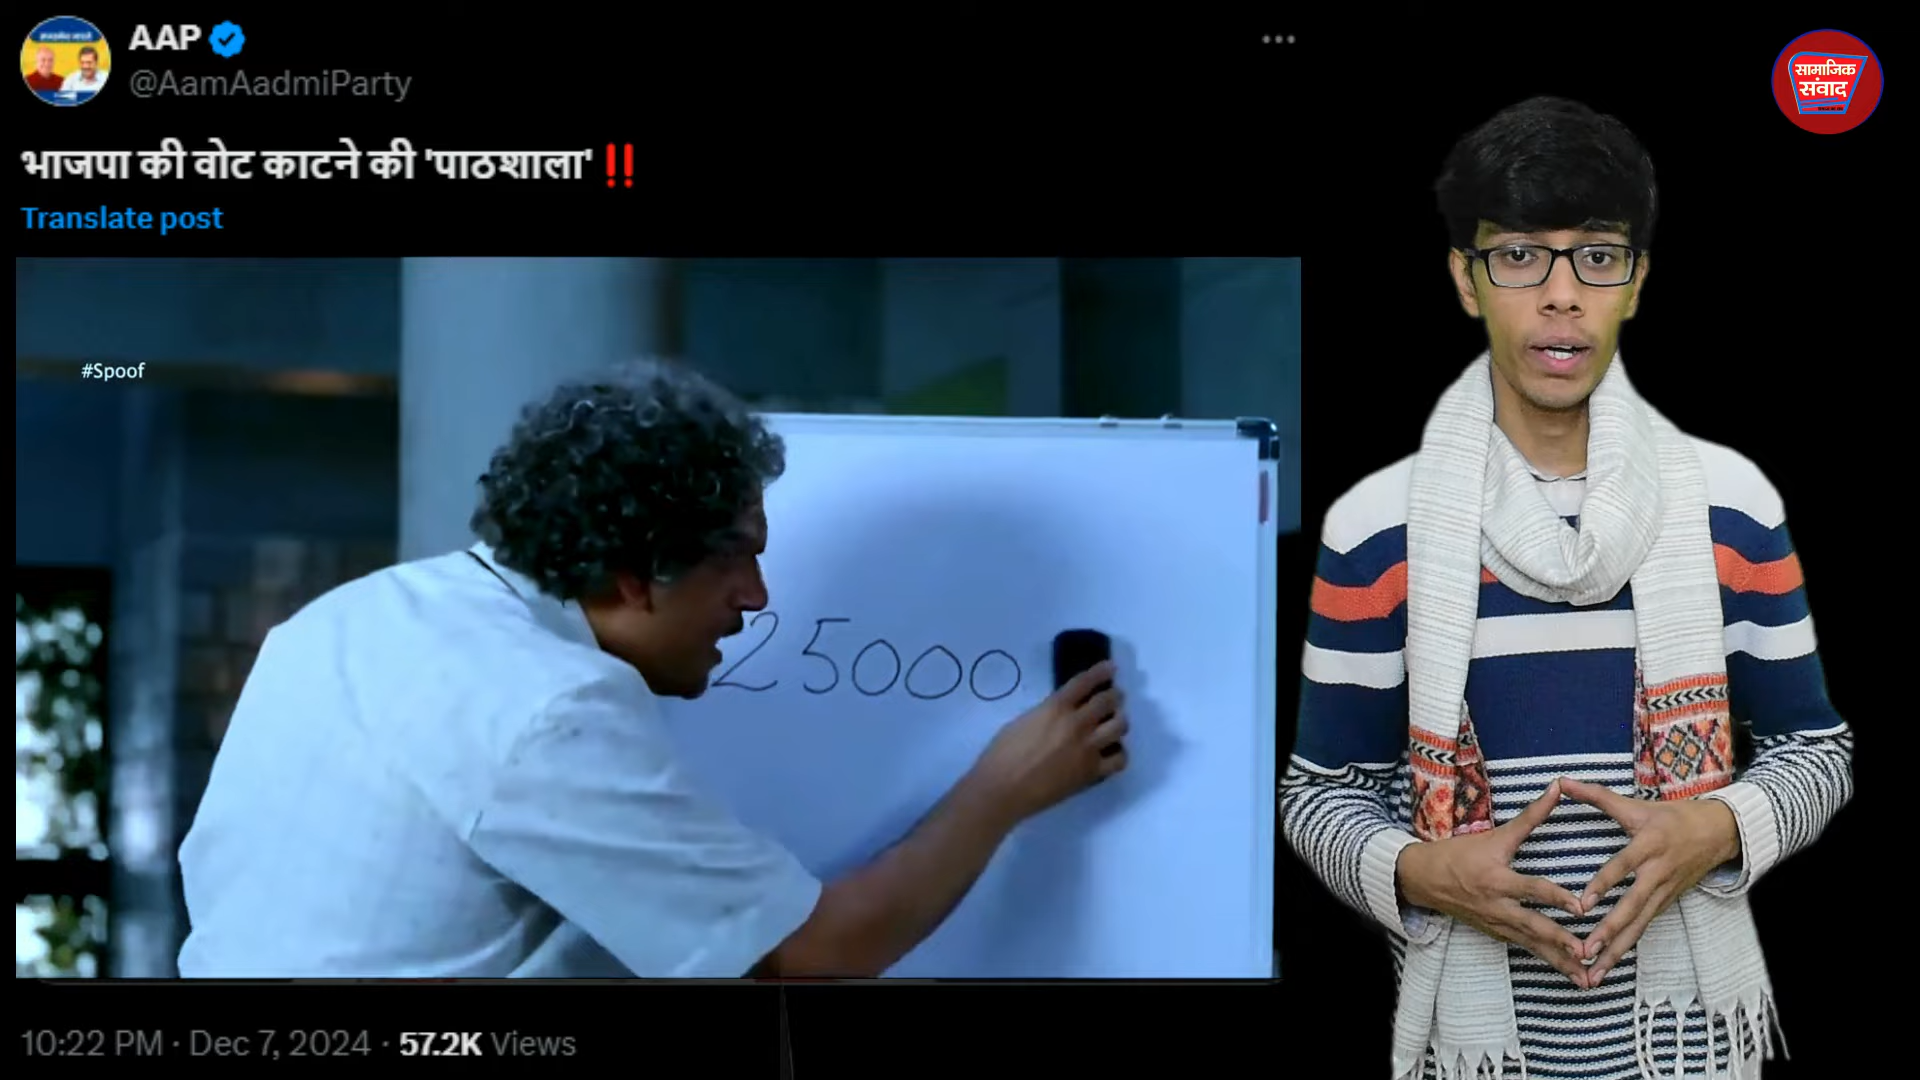 AAP
@AamAadmiParty
भाजपा की वोट काटने की 'पाठशाला'‼️
Translate post
#Spoof
25000
10:22 PM · Dec 7, 2024 · 57.2K Views
सामाजिक
संवाद